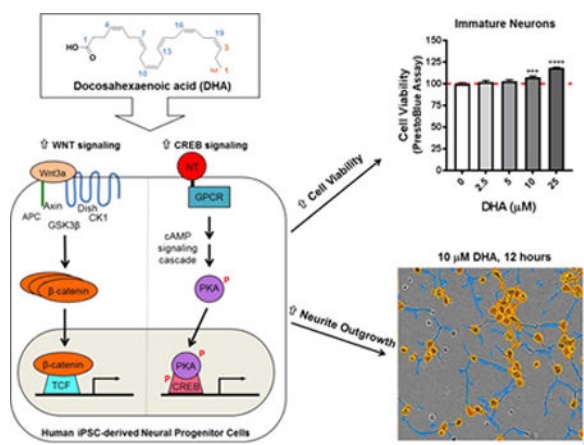 1
4
7
10
13
16
19
3
ω
1
HO
O
Docosahexaenoic acid (DHA)
⇧ WNT signaling
⇧ CREB signaling
Wnt3a
NT
Axin
APC
Dish
CK1
GSK3β
GPCR
cAMP
signaling
cascade
β-catenin
PKA
P
β-catenin
TCF
PKA
P
P
CREB
Human iPSC-derived Neural Progenitor Cells
⇧ Cell Viability
⇧ Neurite Outgrowth
Immature Neurons
Cell Viability
(PrestoBlue Assay)
150
125
100
75
50
25
0
***
****
0
2.5
5
10
25
DHA (μM)
10 μM DHA, 12 hours